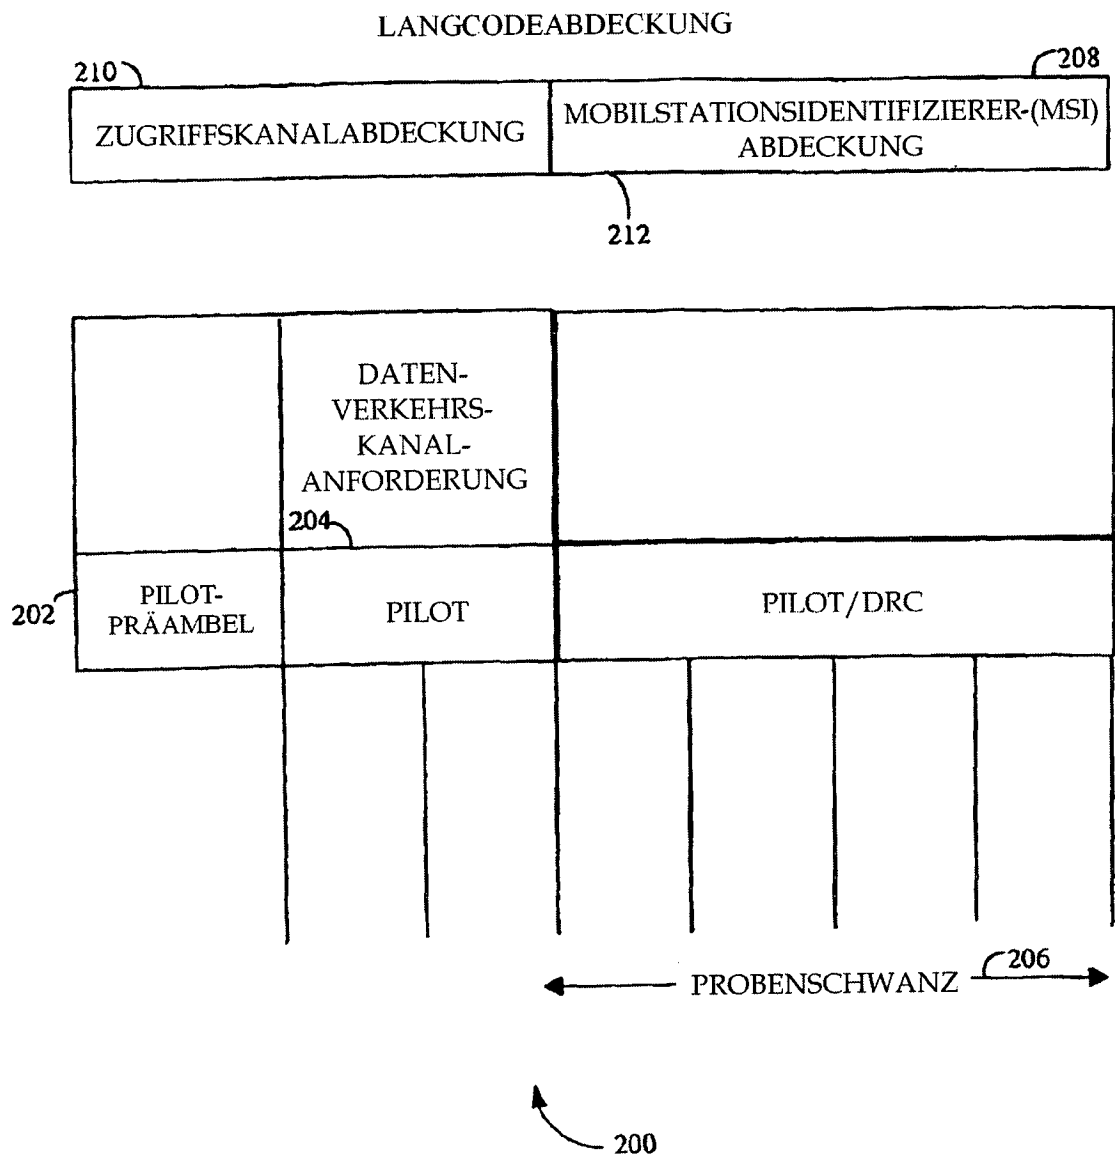 LANGCODEABDECKUNG
210
208
ZUGRIFFSKANALABDECKUNG
MOBILSTATIONSIDENTIFIZIERER-(MSI)
ABDECKUNG
212
DATEN-
VERKEHRS-
KANAL-
ANFORDERUNG
204
202
PILOT-
PRÄAMBEL
PILOT
PILOT/DRC
206
PROBENSCHWANZ
200